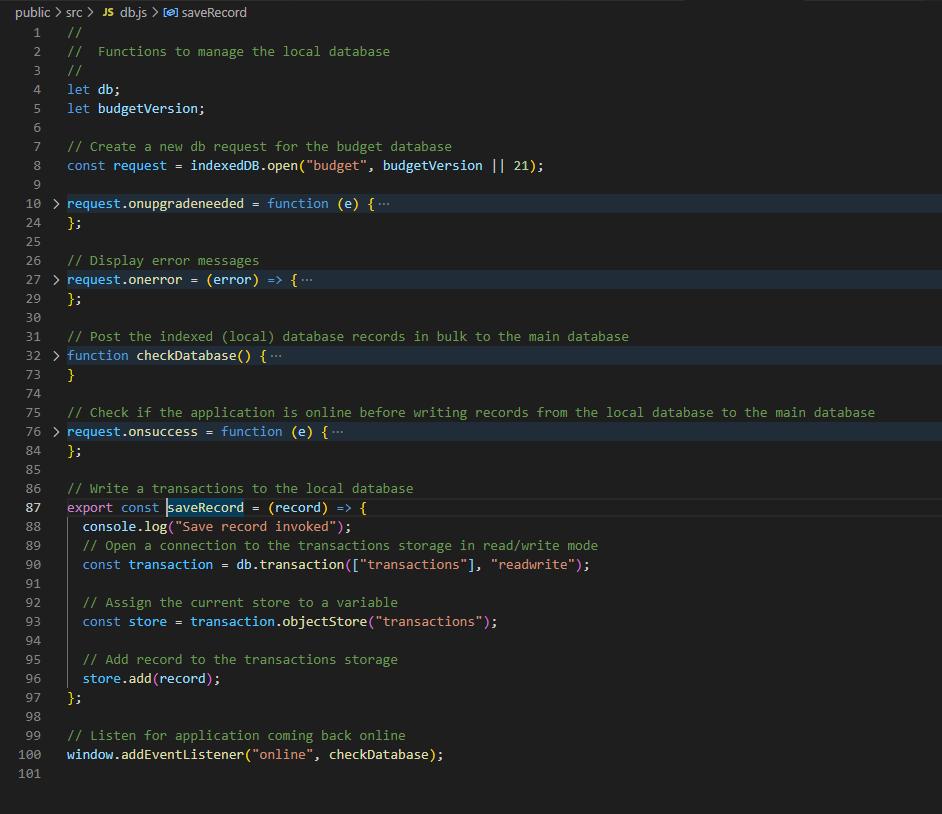 public > src > JS db.js > saveRecord
1 //
2 //  Functions to manage the local database
3 //
4 let db;
5 let budgetVersion;
6
7 // Create a new db request for the budget database
8 const request = indexedDB.open("budget", budgetVersion || 21);
9
10 > request.onupgradeneeded = function (e) { ···
24 };
25
26 // Display error messages
27 > request.onerror = (error) => { ···
29 };
30
31 // Post the indexed (local) database records in bulk to the main database
32 > function checkDatabase() { ···
73 }
74
75 // Check if the application is online before writing records from the local database to the main database
76 > request.onsuccess = function (e) { ···
84 };
85
86 // Write a transactions to the local database
87 export const saveRecord = (record) => {
88   console.log("Save record invoked");
89   // Open a connection to the transactions storage in read/write mode
90   const transaction = db.transaction(["transactions"], "readwrite");
91
92   // Assign the current store to a variable
93   const store = transaction.objectStore("transactions");
94
95   // Add record to the transactions storage
96   store.add(record);
97 };
98
99 // Listen for application coming back online
100 window.addEventListener("online", checkDatabase);
101